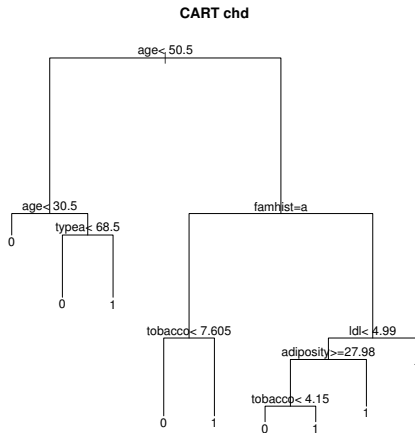 CART chd
age< 50.5
age< 30.5
famhist=a
0
typea< 68.5
0
1
tobacco< 7.605
ldl< 4.99
adiposity>=27.98
0
1
tobacco< 4.15
1
0
1